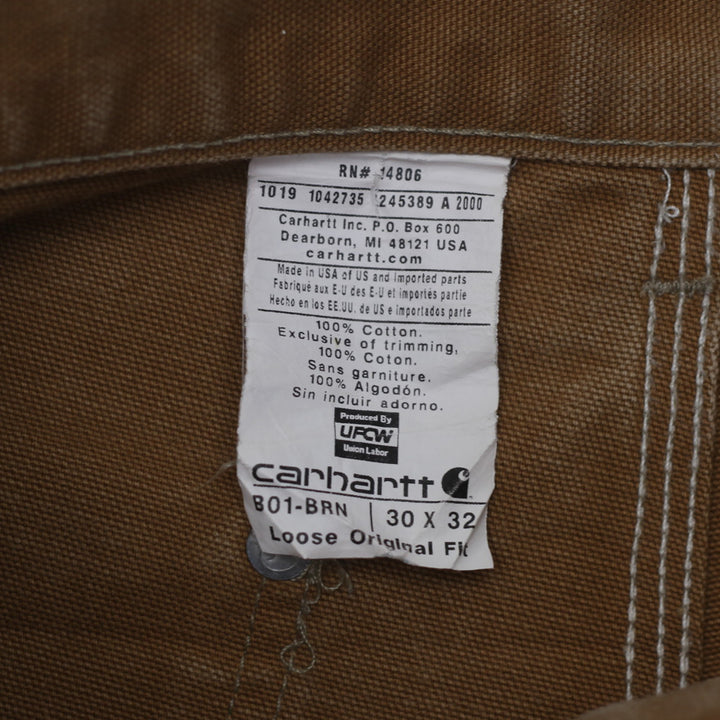 RN# 14806
1019 1042735 245389 A 2000
Carhartt Inc. P.O. Box 600
Dearborn, MI 48121 USA
carhartt.com
Made in USA of US and imported parts
Fabriqué aux E-U des E-U et importés partie
Hecho en los EE.UU. de US e importados parte
100% Cotton.
Exclusive of trimming,
100% Coton.
Sans garniture.
100% Algodón.
Sin incluir adorno.
Produced By
UFCW
Union Labor
carhartt
B01-BRN | 30 X 32
Loose Original Fit